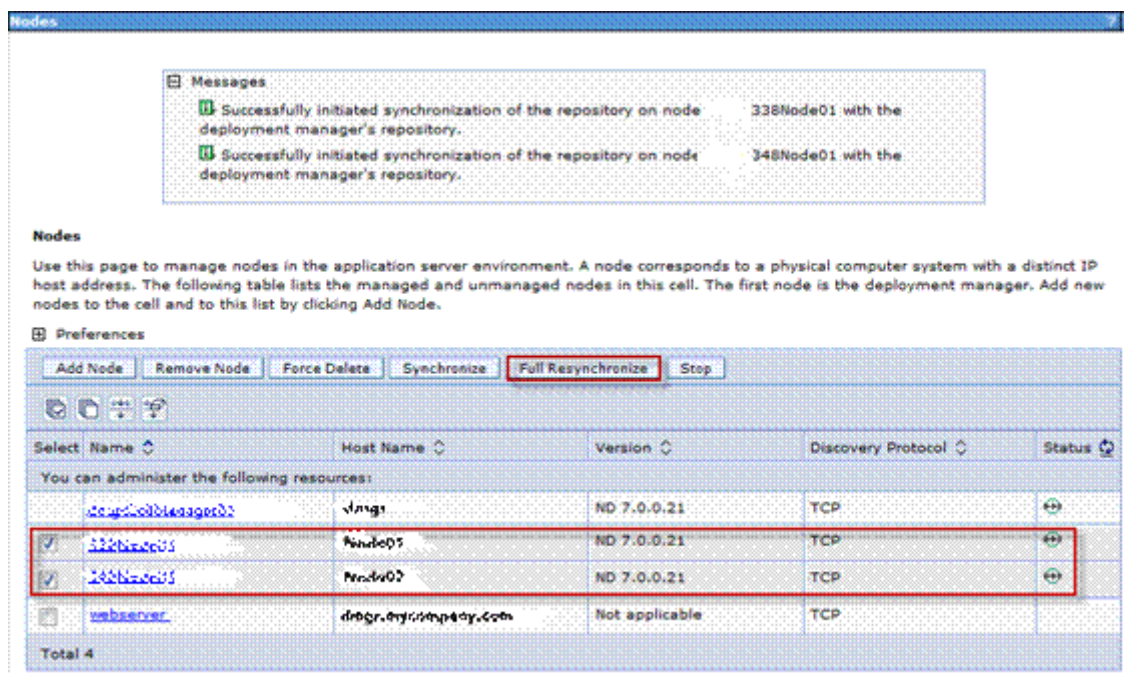 Nodes ?
Messages
Successfully initiated synchronization of the repository on node 338Node01 with the
deployment manager's repository.
Successfully initiated synchronization of the repository on node 348Node01 with the
deployment manager's repository.
Nodes
Use this page to manage nodes in the application server environment. A node corresponds to a physical computer system with a distinct IP
host address. The following table lists the managed and unmanaged nodes in this cell. The first node is the deployment manager. Add new
nodes to the cell and to this list by clicking Add Node.
Preferences
Add Node Remove Node Force Delete Synchronize Full Resynchronize Stop
Select Name Host Name Version Discovery Protocol Status
You can administer the following resources:
ND 7.0.0.21 TCP
ND 7.0.0.21 TCP
ND 7.0.0.21 TCP
webserver dmgr.mycompany.com Not applicable TCP
Total 4